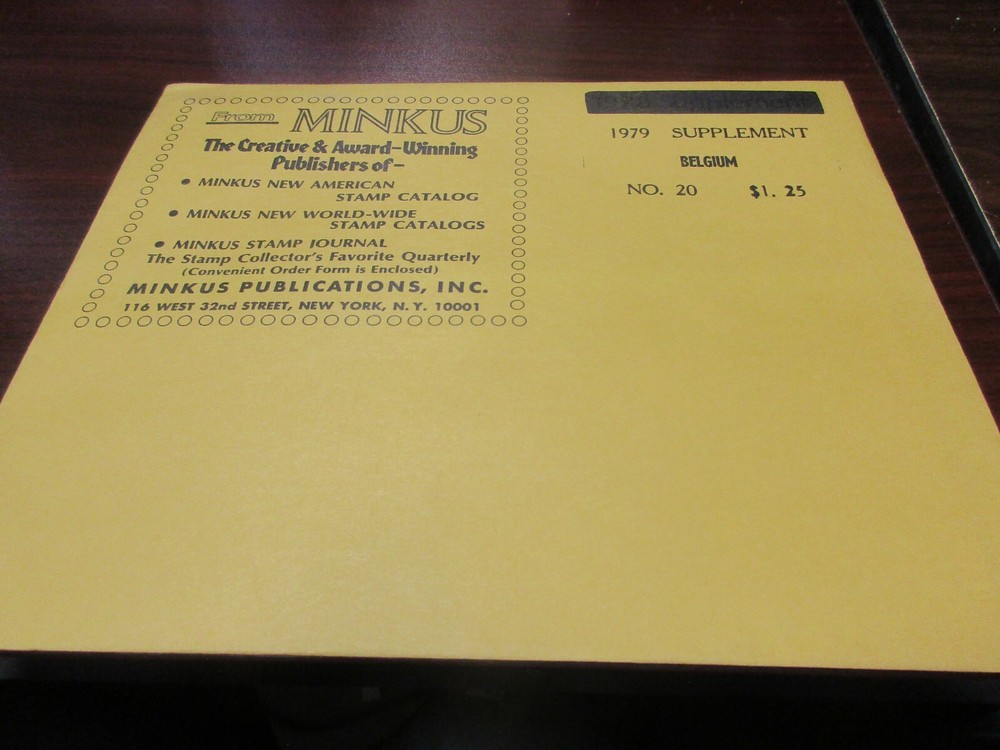 From MINKUS
The Creative & Award-Winning
Publishers of-
• MINKUS NEW AMERICAN
STAMP CATALOG
• MINKUS NEW WORLD-WIDE
STAMP CATALOGS
• MINKUS STAMP JOURNAL
The Stamp Collector's Favorite Quarterly
(Convenient Order Form is Enclosed)
MINKUS PUBLICATIONS, INC.
116 WEST 32nd STREET, NEW YORK, N.Y. 10001
Supplement
1979 SUPPLEMENT
BELGIUM
NO. 20 $1.25